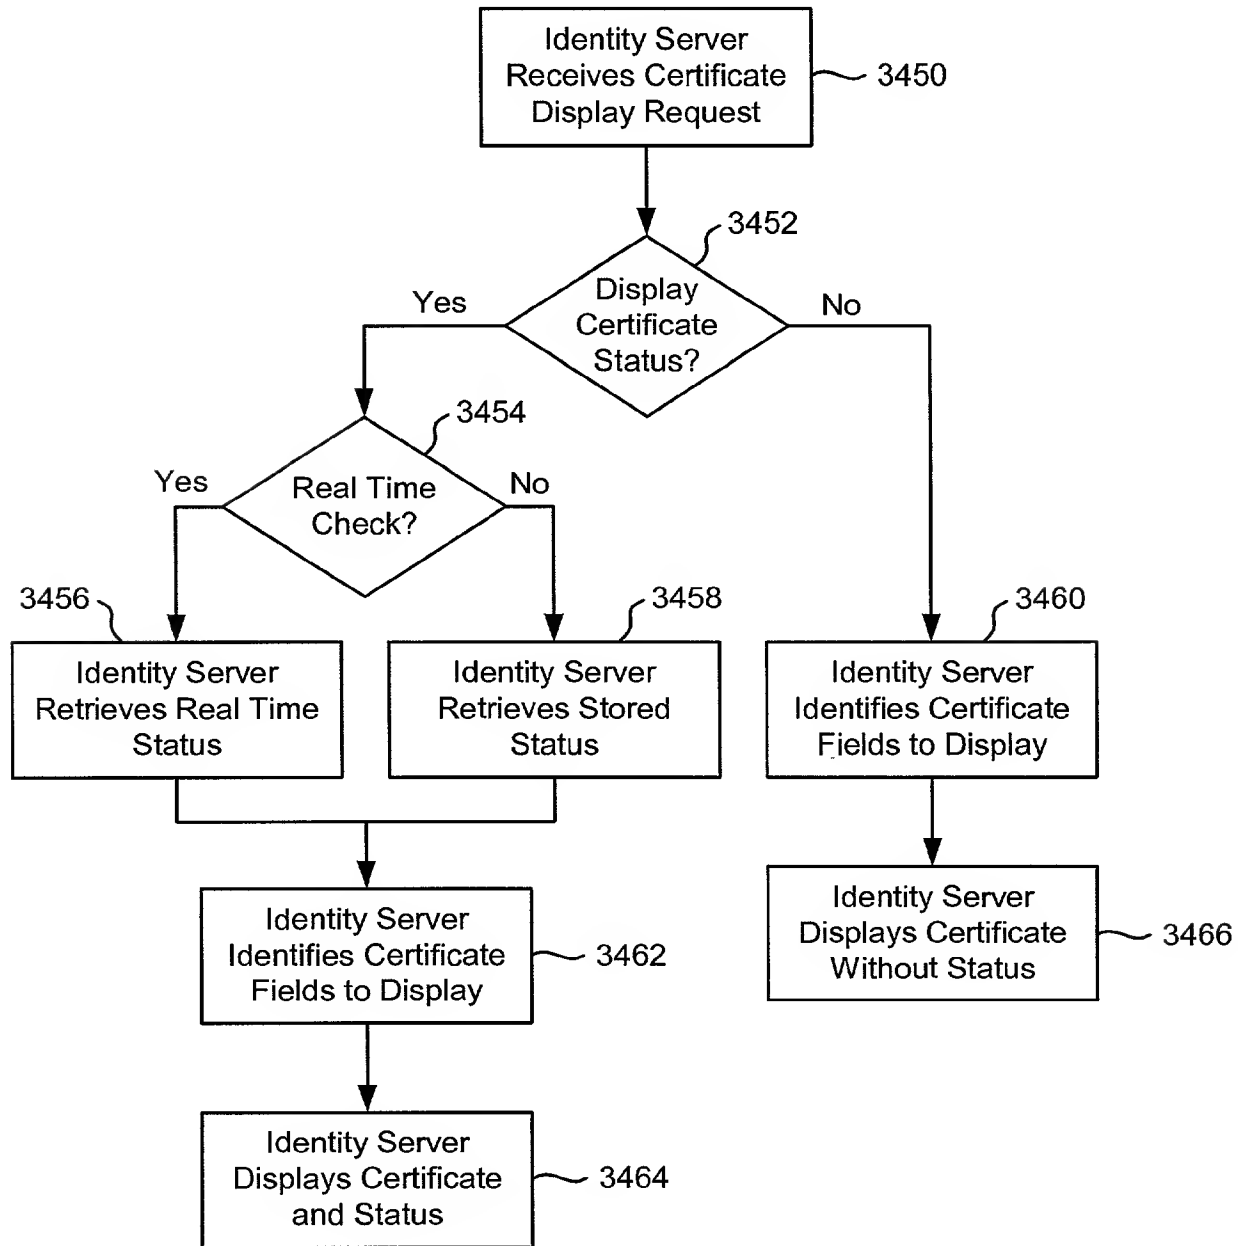 Identity Server
Receives Certificate
Display Request
3450
3452
Display
Certificate
Status?
Yes
No
3454
Real Time
Check?
Yes
No
3456
3458
3460
Identity Server
Retrieves Real Time
Status
Identity Server
Retrieves Stored
Status
Identity Server
Identifies Certificate
Fields to Display
Identity Server
Identifies Certificate
Fields to Display
3462
Identity Server
Displays Certificate
Without Status
3466
Identity Server
Displays Certificate
and Status
3464